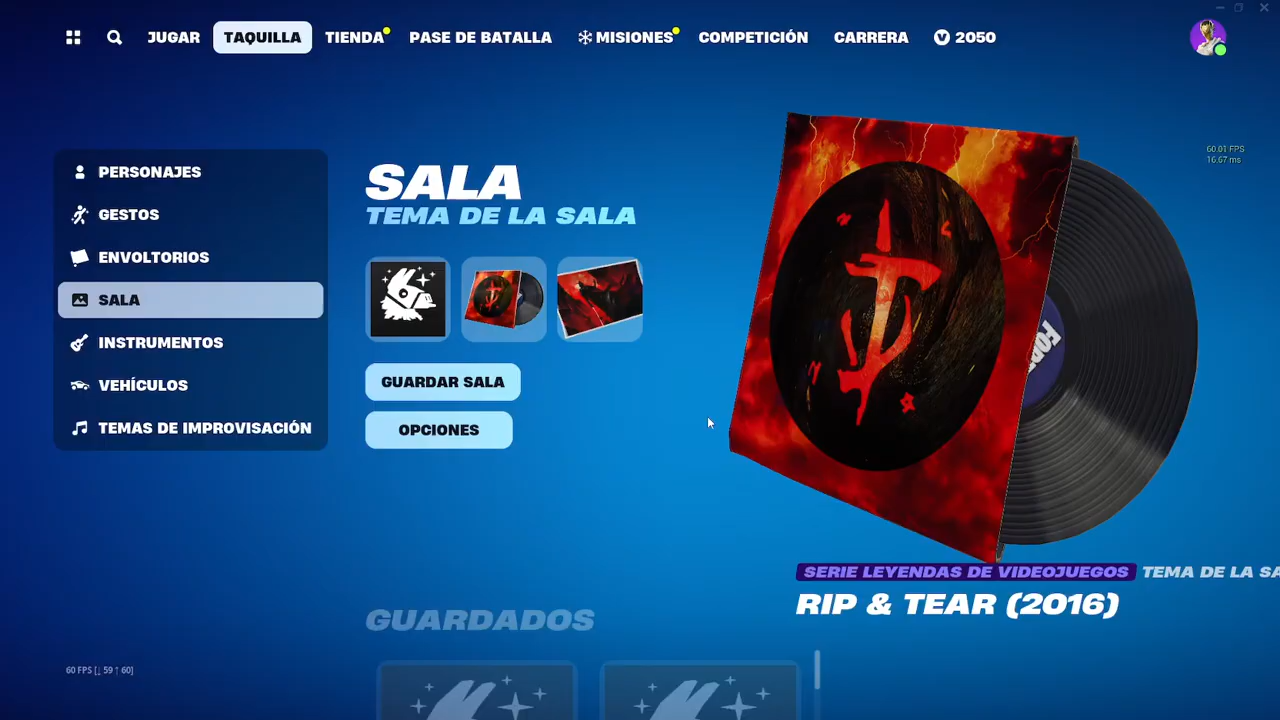 JUGAR
TAQUILLA
TIENDA
PASE DE BATALLA
MISIONES
COMPETICIÓN
CARRERA
2050
60.01 FPS
16.67 ms
PERSONAJES
GESTOS
ENVOLTORIOS
SALA
INSTRUMENTOS
VEHÍCULOS
TEMAS DE IMPROVISACIÓN
SALA
TEMA DE LA SALA
GUARDAR SALA
OPCIONES
SERIE LEYENDAS DE VIDEOJUEGOS TEMA DE LA SA
RIP & TEAR (2016)
GUARDADOS
60 FPS [↓ 59 ↑ 60]